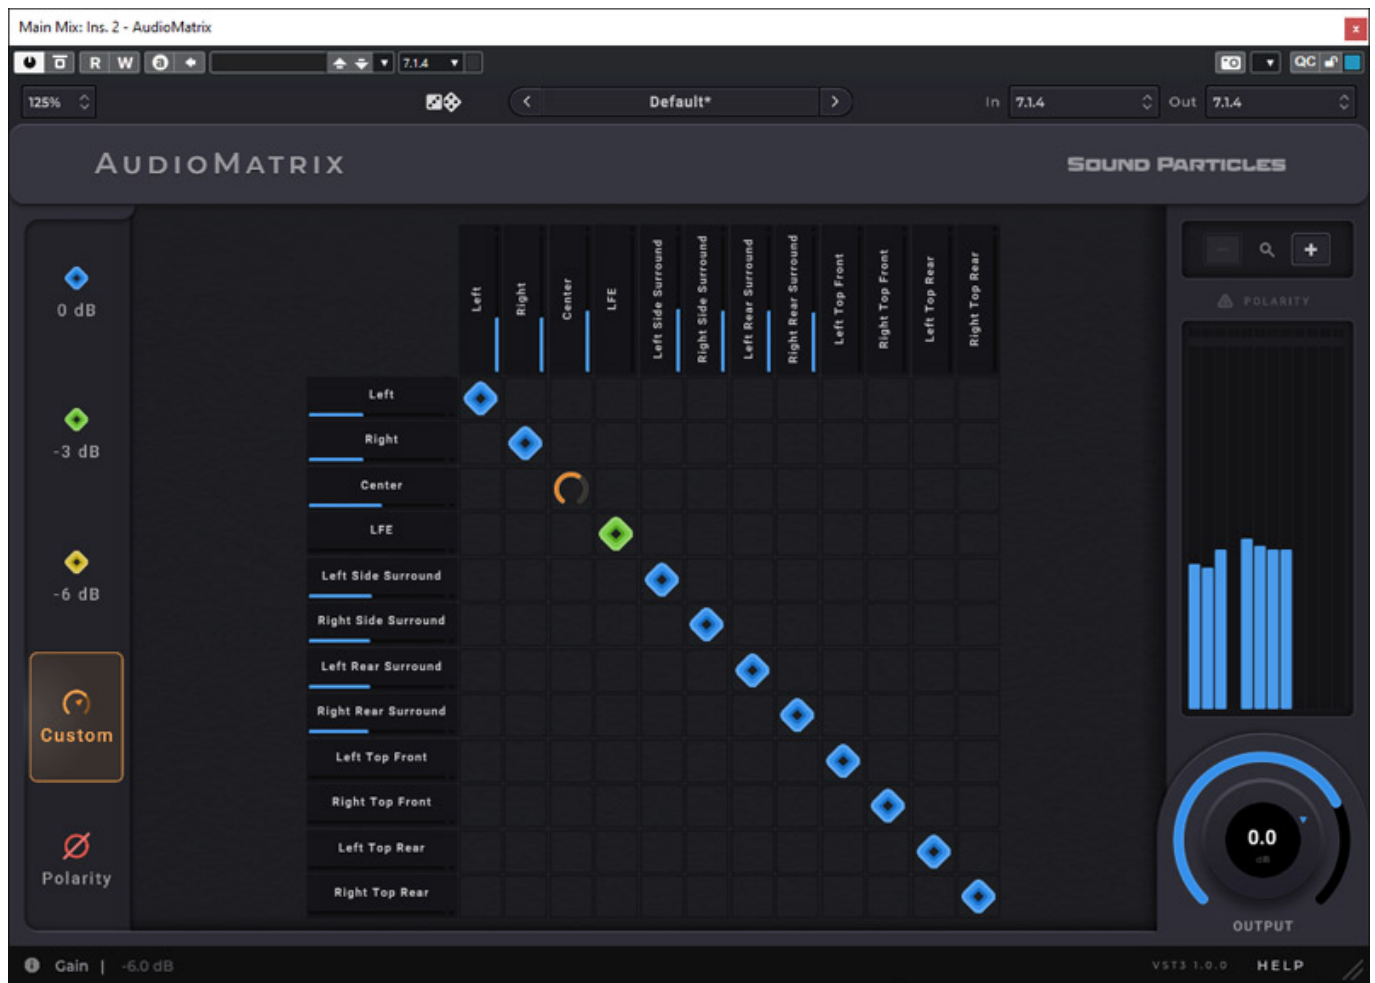 Main Mix: Ins. 2 - AudioMatrix
x
R W a 7.1.4 QC
125% Default* In 7.1.4 Out 7.1.4
AUDIOMATRIX SOUND PARTICLES
0 dB
-3 dB
-6 dB
Custom
Polarity
Left
Right
Center
LFE
Left Side Surround
Right Side Surround
Left Rear Surround
Right Rear Surround
Left Top Front
Right Top Front
Left Top Rear
Right Top Rear
Left
Right
Center
LFE
Left Side Surround
Right Side Surround
Left Rear Surround
Right Rear Surround
Left Top Front
Right Top Front
Left Top Rear
Right Top Rear
POLARITY
0.0
dB
OUTPUT
Gain | -6.0 dB
VST3 1.0.0 HELP